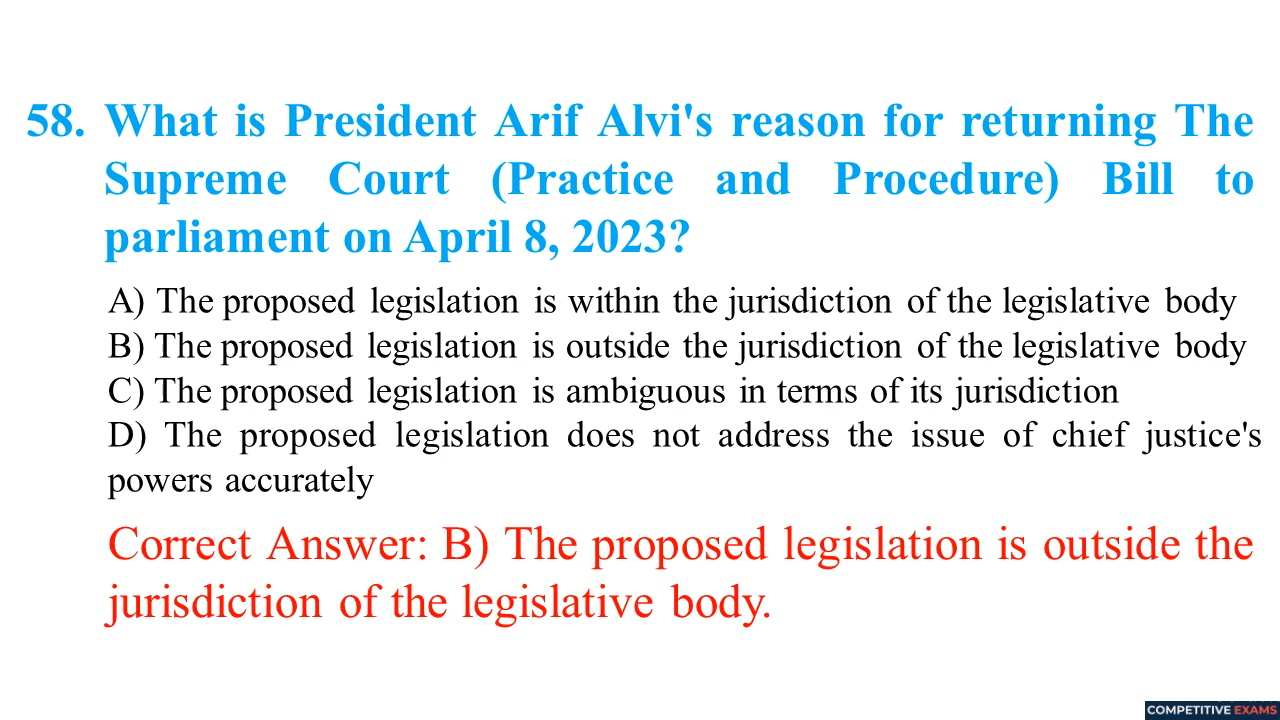 58. What is President Arif Alvi's reason for returning The
Supreme Court (Practice and Procedure) Bill to
parliament on April 8, 2023?
A) The proposed legislation is within the jurisdiction of the legislative body
B) The proposed legislation is outside the jurisdiction of the legislative body
C) The proposed legislation is ambiguous in terms of its jurisdiction
D) The proposed legislation does not address the issue of chief justice's
powers accurately
Correct Answer: B) The proposed legislation is outside the
jurisdiction of the legislative body.
COMPETITIVE EXAMS